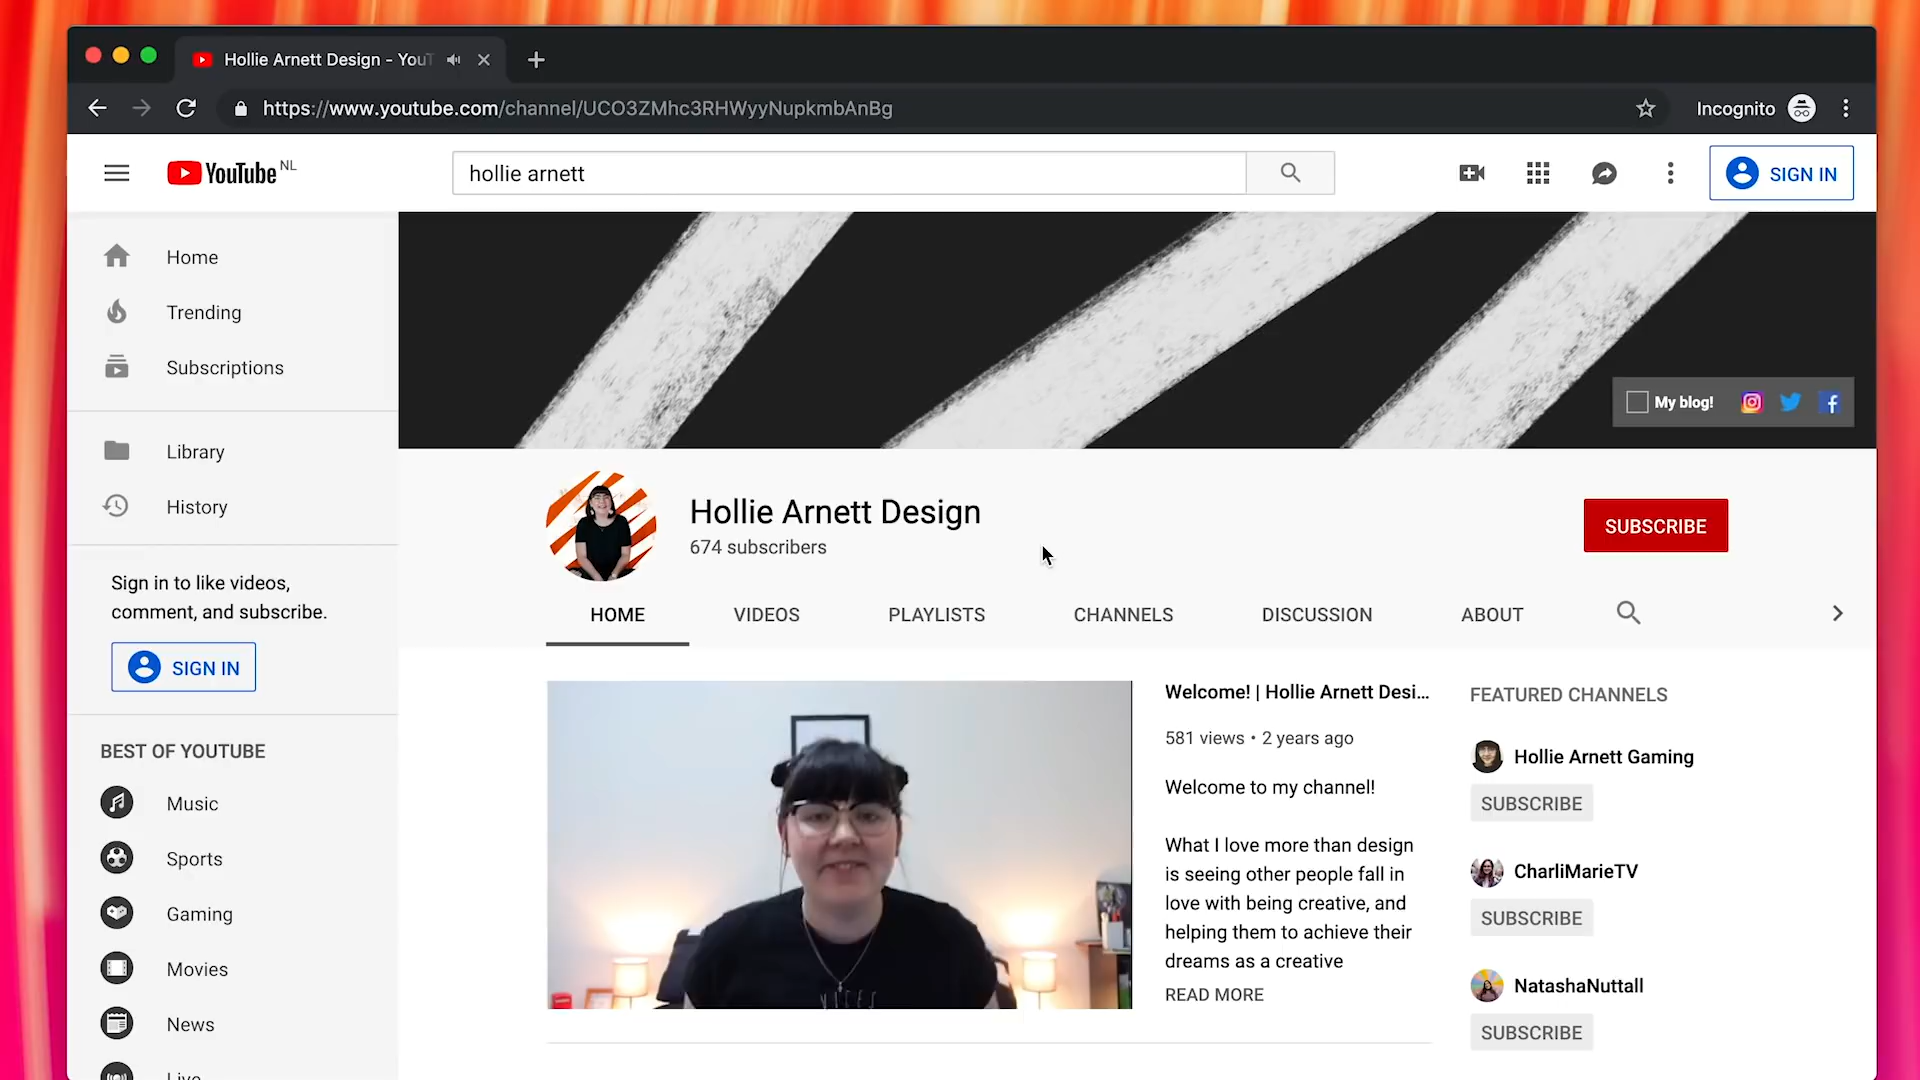 Hollie Arnett Design - YouT
https://www.youtube.com/channel/UCO3ZMhc3RHWyyNupkmbAnBg
Incognito
YouTube NL
hollie arnett
SIGN IN
Home
Trending
Subscriptions
Library
History
Sign in to like videos,
comment, and subscribe.
SIGN IN
BEST OF YOUTUBE
Music
Sports
Gaming
Movies
News
Live
My blog!
Hollie Arnett Design
674 subscribers
SUBSCRIBE
HOME
VIDEOS
PLAYLISTS
CHANNELS
DISCUSSION
ABOUT
Welcome! | Hollie Arnett Desi...
581 views • 2 years ago
Welcome to my channel!
What I love more than design
is seeing other people fall in
love with being creative, and
helping them to achieve their
dreams as a creative
READ MORE
FEATURED CHANNELS
Hollie Arnett Gaming
SUBSCRIBE
CharliMarieTV
SUBSCRIBE
NatashaNuttall
SUBSCRIBE